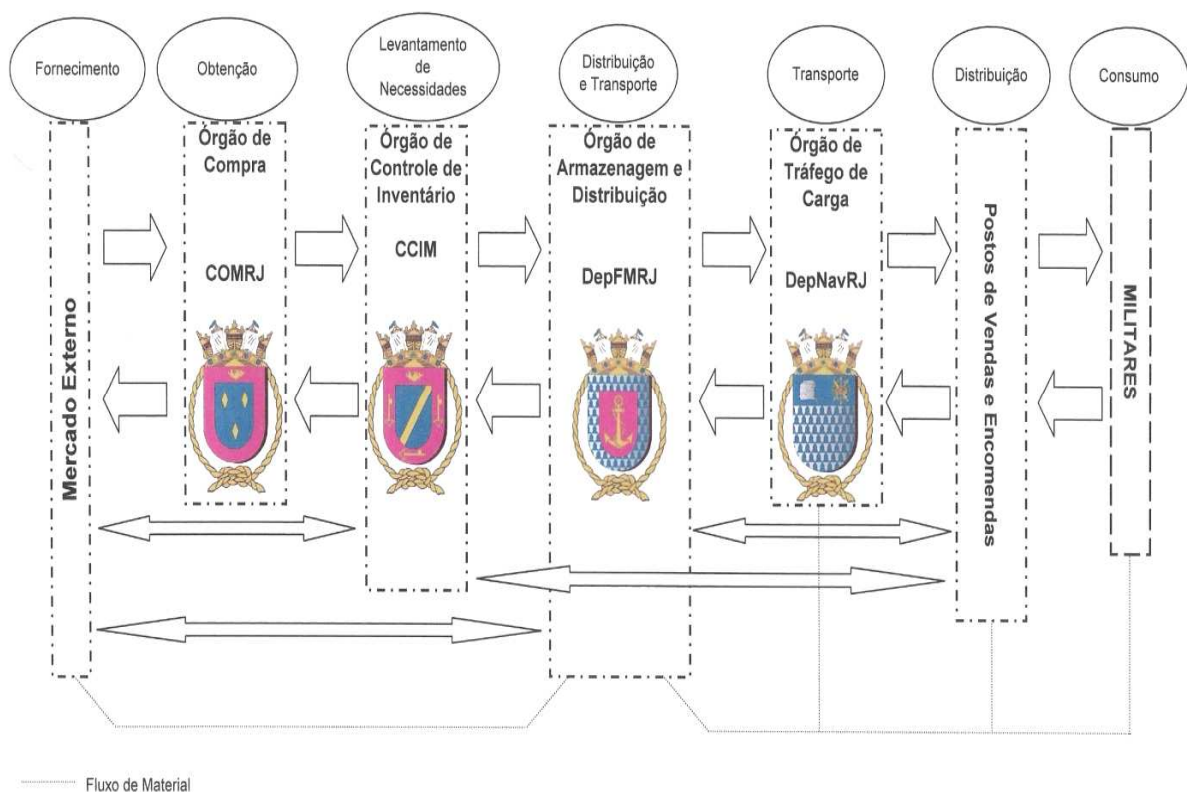 Fornecimento
Obtenção
Levantamento
de
Necessidades
Distribuição
e Transporte
Transporte
Distribuição
Consumo
Mercado Externo
Órgão de
Compra
COMRJ
Órgão de
Controle de
Inventário
CCIM
Órgão de
Armazenagem e
Distribuição
DepFMRJ
Órgão de
Tráfego de
Carga
DepNavRJ
Postos de Vendas e Encomendas
MILITARES
Fluxo de Material